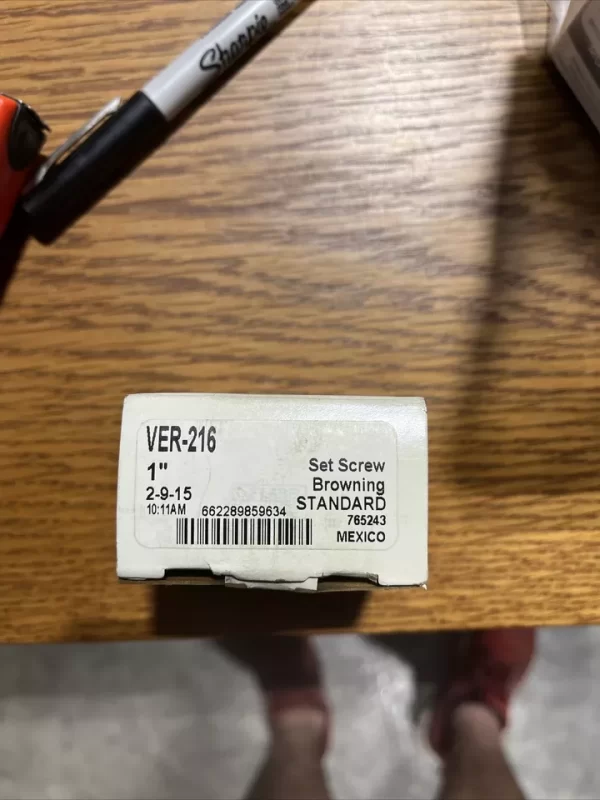 Sharpie
VER-216
1"
2-9-15
10:11AM
662289859634
Set Screw
Browning
STANDARD
765243
MEXICO